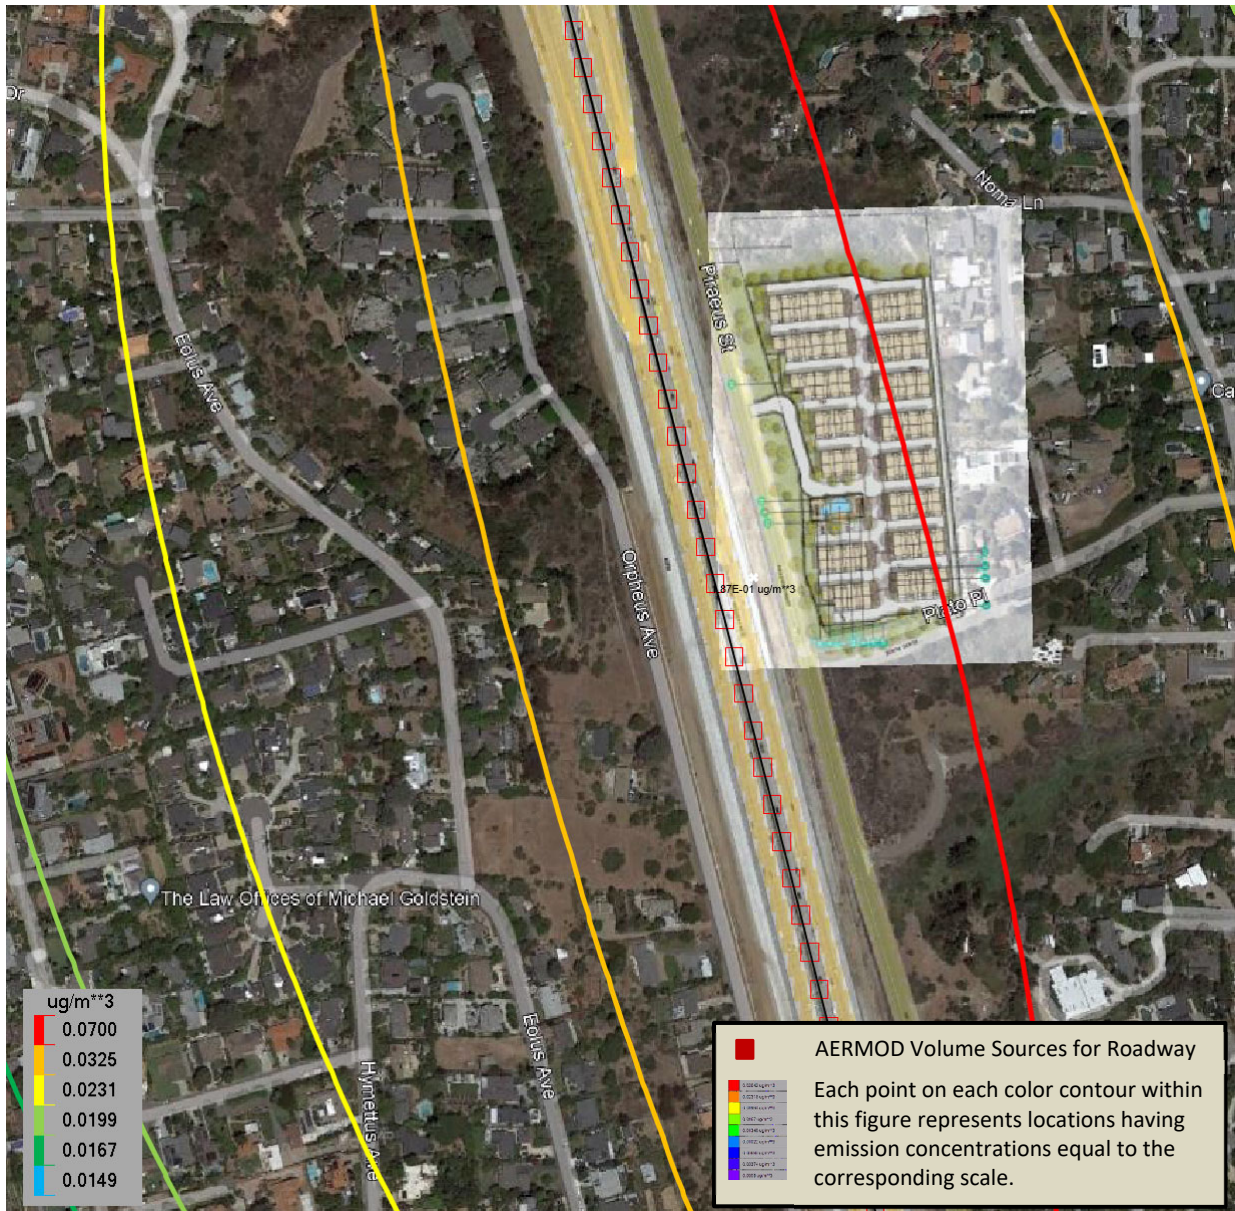 Dr
Noma Ln
Piraeus St
Eolus Ave
Ca
Orpheus Ave
.87E-01 ug/m**3
Plato Pl
The Law Offices of Michael Goldstein
Eolus Ave
Hymettus Ave
ug/m**3
0.0700
0.0325
0.0231
0.0199
0.0167
0.0149
AERMOD Volume Sources for Roadway
Each point on each color contour within
this figure represents locations having
emission concentrations equal to the
corresponding scale.